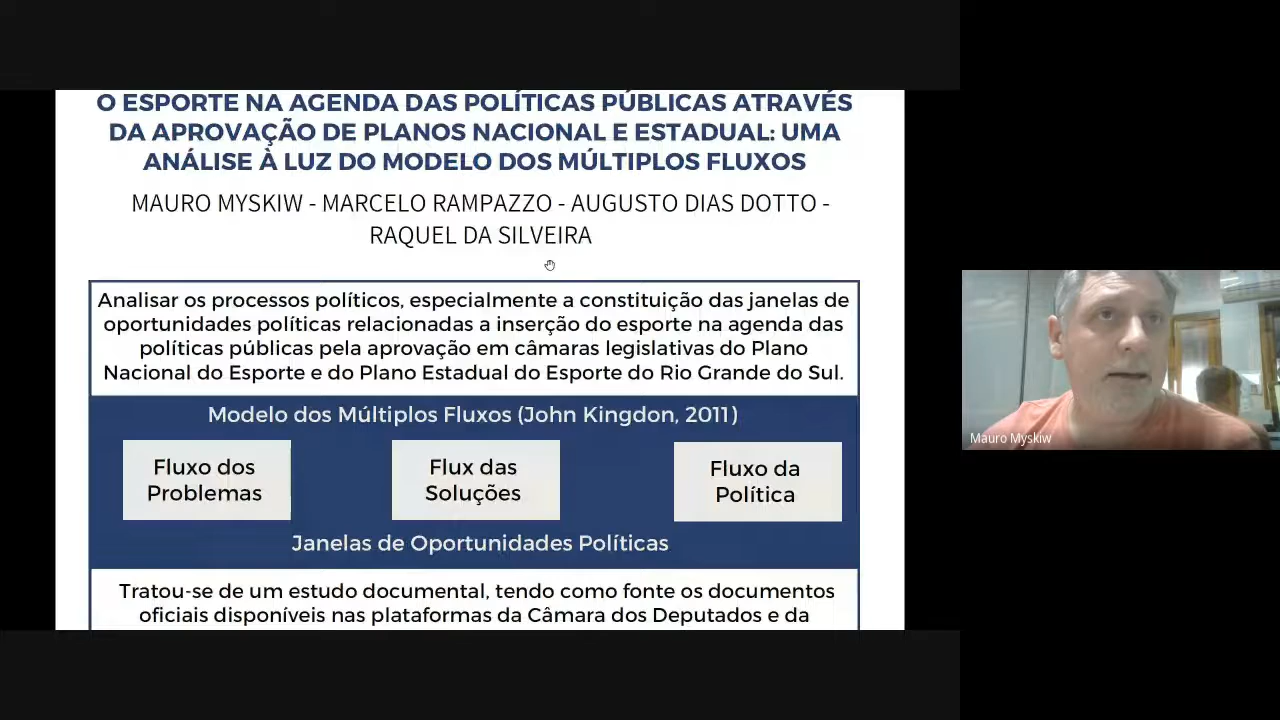 O ESPORTE NA AGENDA DAS POLÍTICAS PÚBLICAS ATRAVÉS
DA APROVAÇÃO DE PLANOS NACIONAL E ESTADUAL: UMA
ANÁLISE À LUZ DO MODELO DOS MÚLTIPLOS FLUXOS
MAURO MYSKIW - MARCELO RAMPAZZO - AUGUSTO DIAS DOTTO -
RAQUEL DA SILVEIRA
Analisar os processos políticos, especialmente a constituição das janelas de
oportunidades políticas relacionadas a inserção do esporte na agenda das
políticas públicas pela aprovação em câmaras legislativas do Plano
Nacional do Esporte e do Plano Estadual do Esporte do Rio Grande do Sul.
Modelo dos Múltiplos Fluxos (John Kingdon, 2011)
Fluxo dos
Problemas
Flux das
Soluções
Fluxo da
Política
Janelas de Oportunidades Políticas
Tratou-se de um estudo documental, tendo como fonte os documentos
oficiais disponíveis nas plataformas da Câmara dos Deputados e da
Mauro Myskiw